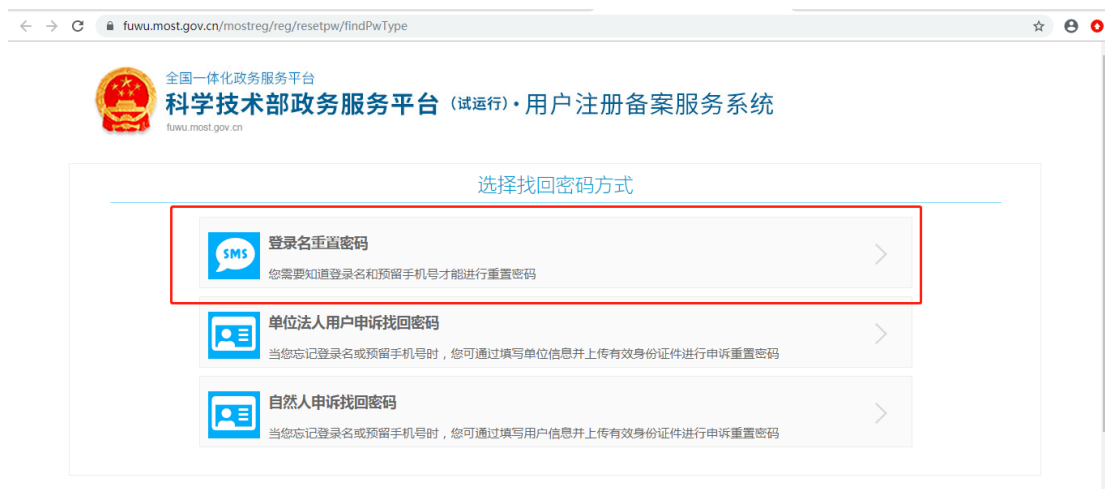 fuwu.most.gov.cn/mostreg/reg/resetpw/findPwType
全国一体化政务服务平台
科学技术部政务服务平台（试运行）·用户注册备案服务系统
fuwu.most.gov.cn
选择找回密码方式
SMS
登录名重置密码
您需要知道登录名和预留手机号才能进行重置密码
单位法人用户申诉找回密码
当您忘记登录名或预留手机号时，您可通过填写单位信息并上传有效身份证件进行申诉重置密码
自然人申诉找回密码
当您忘记登录名或预留手机号时，您可通过填写用户信息并上传有效身份证件进行申诉重置密码